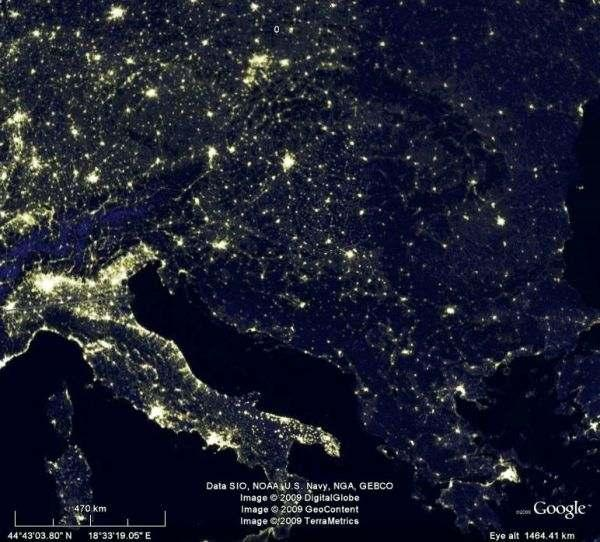 0
Data SIO, NOAA, U.S. Navy, NGA, GEBCO
Image © 2009 DigitalGlobe
Image © 2009 GeoContent
Image © 2009 TerraMetrics
470 km
©2009 Google
44°43'03.80" N 18°33'19.05" E
Eye alt 1464.41 km